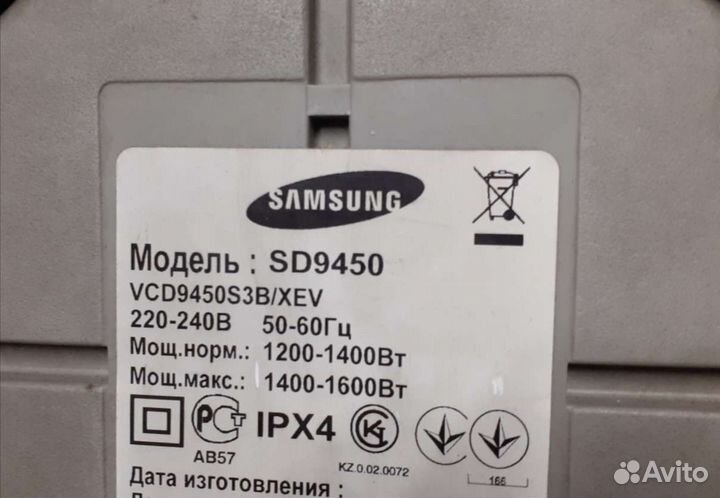 SAMSUNG
Модель : SD9450
VCD9450S3B/XEV
220-240В 50-60Гц
Мощ.норм.: 1200-1400Вт
Мощ.макс.: 1400-1600Вт
РСТ IPX4 К
АВ57
KZ.0.02.0072
166
Дата изготовления :
Avito